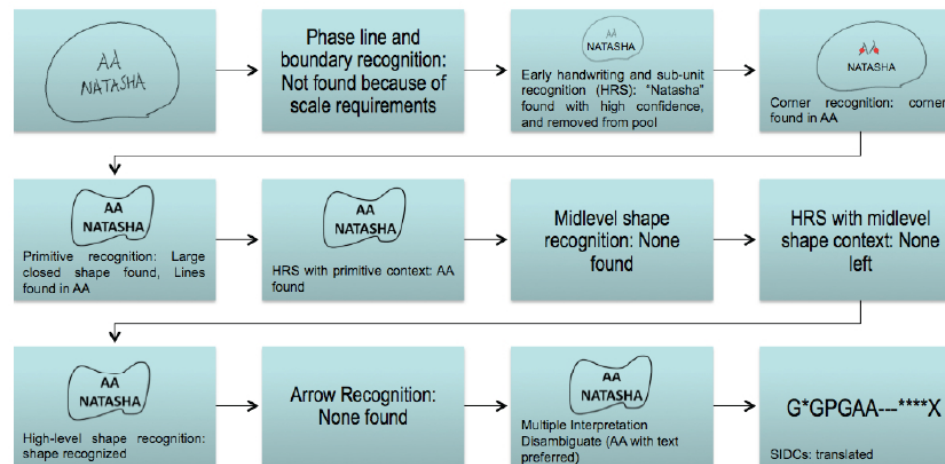 AA
NATASHA
Phase line and
boundary recognition:
Not found because of
scale requirements
AA
NATASHA
Early handwriting and sub-unit
recognition (HRS): "Natasha"
found with high confidence,
and removed from pool
AA
NATASHA
Corner recognition: corner
found in AA
AA
NATASHA
Primitive recognition: Large
closed shape found, Lines
found in AA
AA
NATASHA
HRS with primitive context: AA
found
Midlevel shape
recognition: None
found
HRS with midlevel
shape context: None
left
AA
NATASHA
High-level shape recognition:
shape recognized
Arrow Recognition:
None found
AA
NATASHA
Multiple Interpretation
Disambiguate (AA with text
preferred)
G*GPGAA---****X
SIDCs: translated